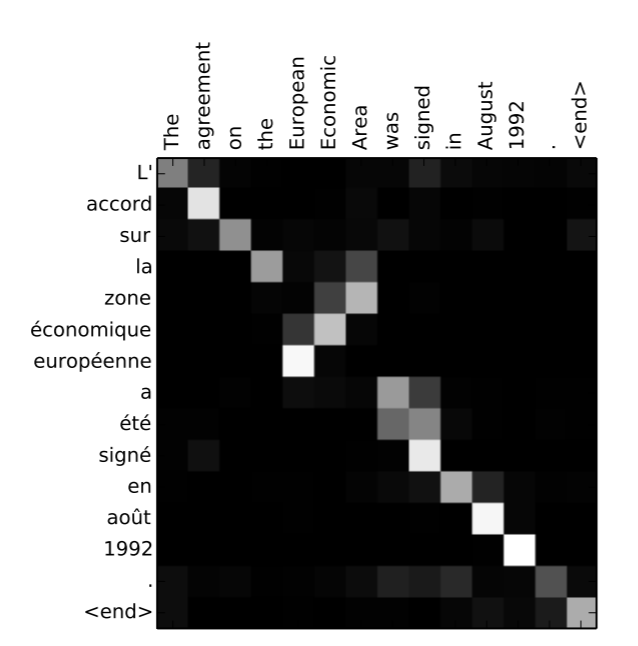 The agreement on the European Economic Area was signed in August 1992 . <end>
L'
accord
sur
la
zone
économique
européenne
a
été
signé
en
août
1992
.
<end>